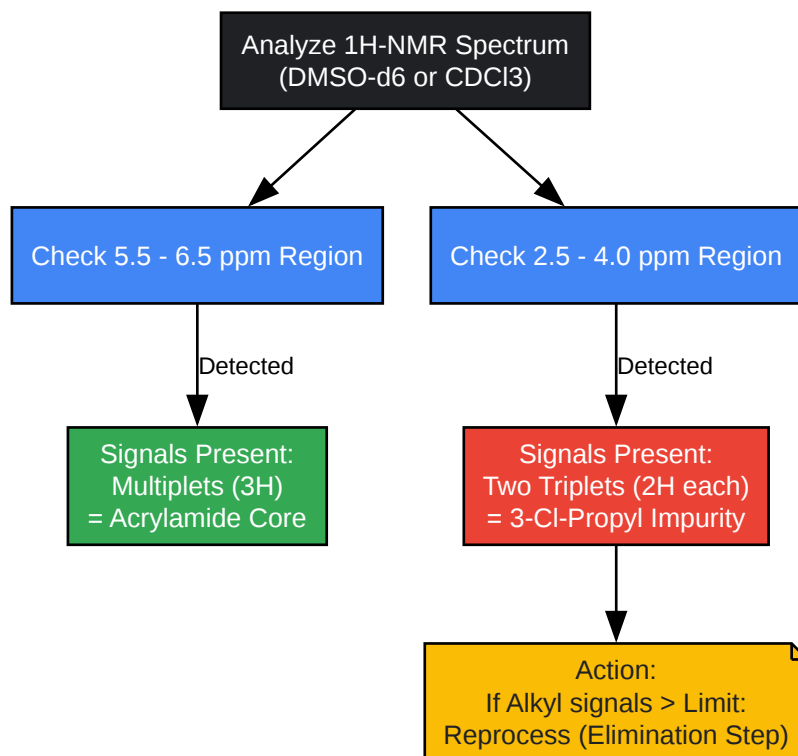 Analyze 1H-NMR Spectrum
(DMSO-d6 or CDCl3)
Check 5.5 - 6.5 ppm Region
Check 2.5 - 4.0 ppm Region
Detected
Detected
Signals Present:
Multiplets (3H)
= Acrylamide Core
Signals Present:
Two Triplets (2H each)
= 3-Cl-Propyl Impurity
Action:
If Alkyl signals > Limit:
Reprocess (Elimination Step)